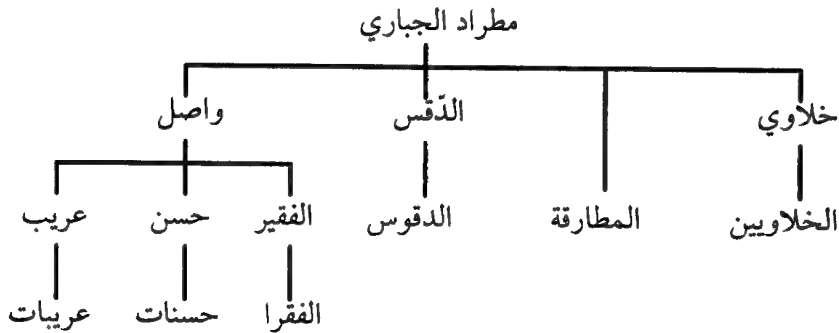 مطراد الجباري
خلاوي الدّقس واصل
الخلاويين المطارقة الدقوس الفقير حسن عريب
الفقرا حسنات عريبات